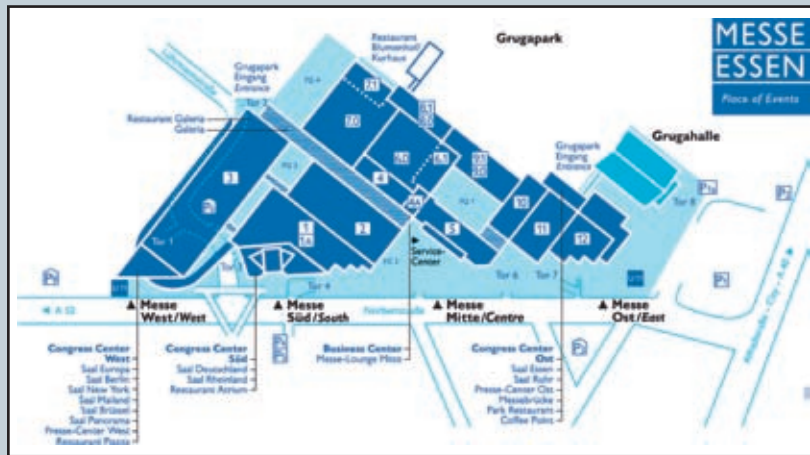 MESSE
ESSEN
Place of Events
Grugapark
Restaurant
Blumenhof/
Kurhaus
Grugapark
Eingang
Entrance
Tor 2
Restaurant Galeria
Galeria
Grugahalle
Grugapark
Eingang
Entrance
7.1
7.0
6.0
6.1
3
4
4A
1
1A
2
5
10
11
12
Tor 1
Tor 4
Tor 6
Tor 7
Tor 8
Service-
Center
A 52
Norbertstraße
Messe
West/West
Messe
Süd/South
Messe
Mitte/Centre
Messe
Ost/East
Congress Center
West
Saal Europa
Saal Berlin
Saal New York
Saal Mailand
Saal Brüssel
Saal Panorama
Presse-Center West
Restaurant Piazza
Congress Center
Süd
Saal Deutschland
Saal Rheinland
Restaurant Atrium
Business Center
Messe-Lounge Mitte
Congress Center
Ost
Saal Essen
Saal Ruhr
Presse-Center Ost
Messebrücke
Park Restaurant
Coffee Point